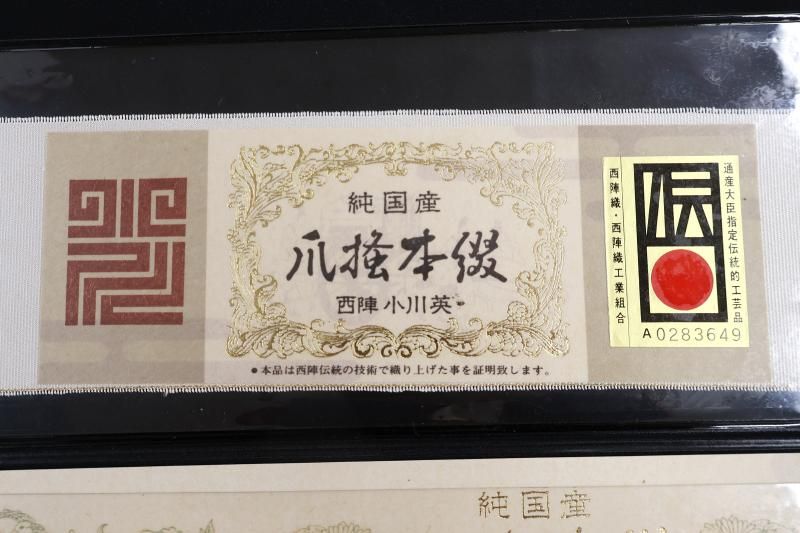 純国産
爪掻本綴
西陣 小川英一
●本品は西陣伝統の技術で織り上げた事を証明致します。
通産大臣指定伝統的工芸品
伝
西陣織・西陣織工業組合
A0283649
純国産